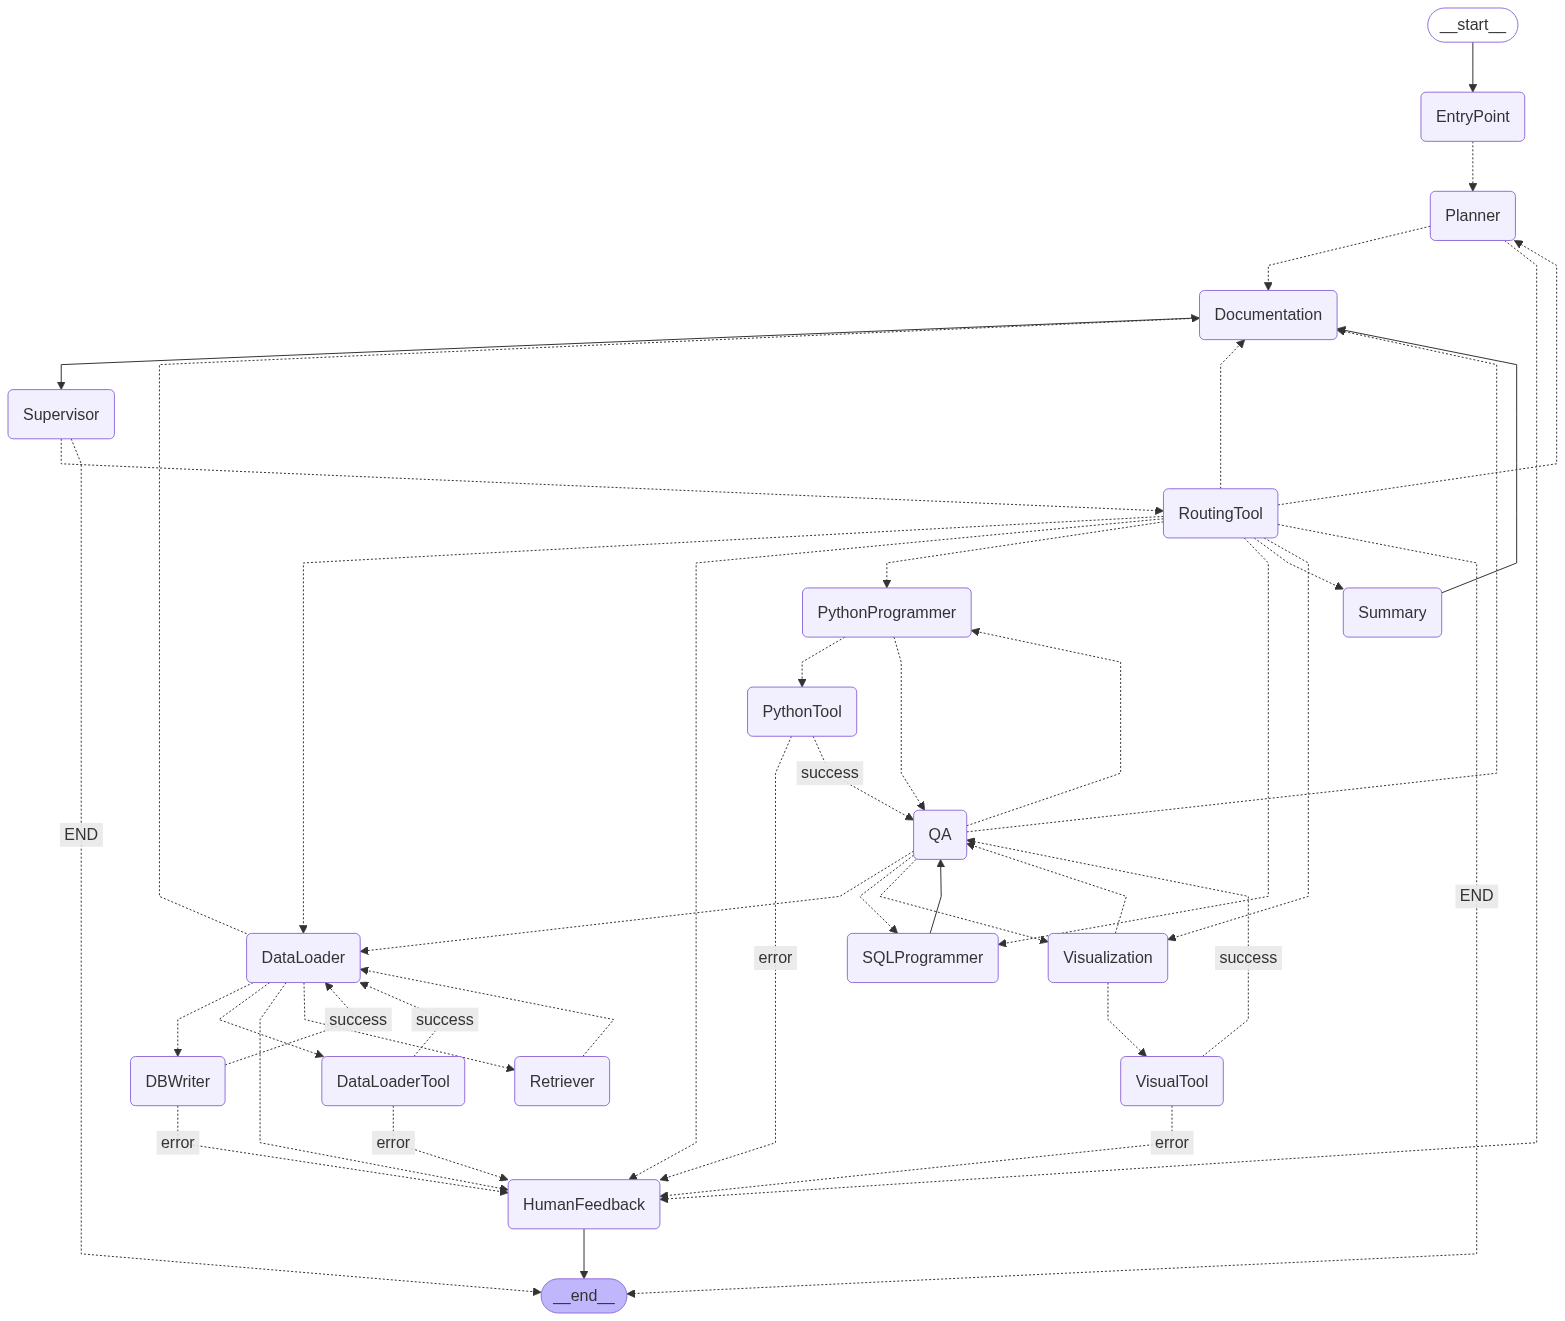 __start__
EntryPoint
Planner
Documentation
Supervisor
RoutingTool
PythonProgrammer
Summary
PythonTool
success
QA
END
END
DataLoader
error
SQLProgrammer
Visualization
success
success
success
DBWriter
DataLoaderTool
Retriever
VisualTool
error
error
error
HumanFeedback
__end__